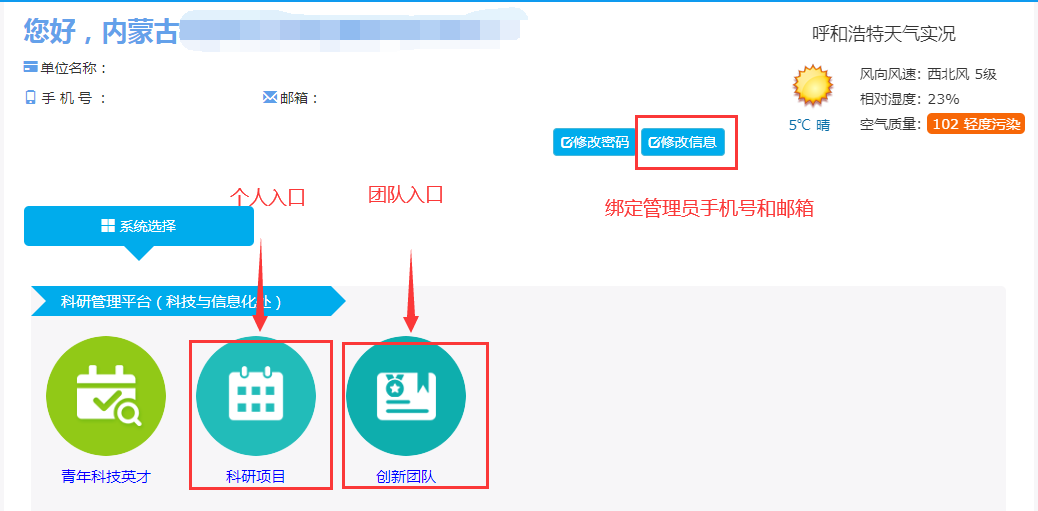 您好，内蒙古
呼和浩特天气实况
单位名称：
手 机 号 ：
邮箱：
风向风速: 西北风 5级
相对湿度: 23%
5℃ 晴
空气质量: 102 轻度污染
修改密码
修改信息
个人入口
团队入口
绑定管理员手机号和邮箱
系统选择
科研管理平台 ( 科技与信息化处 )
青年科技英才
科研项目
创新团队